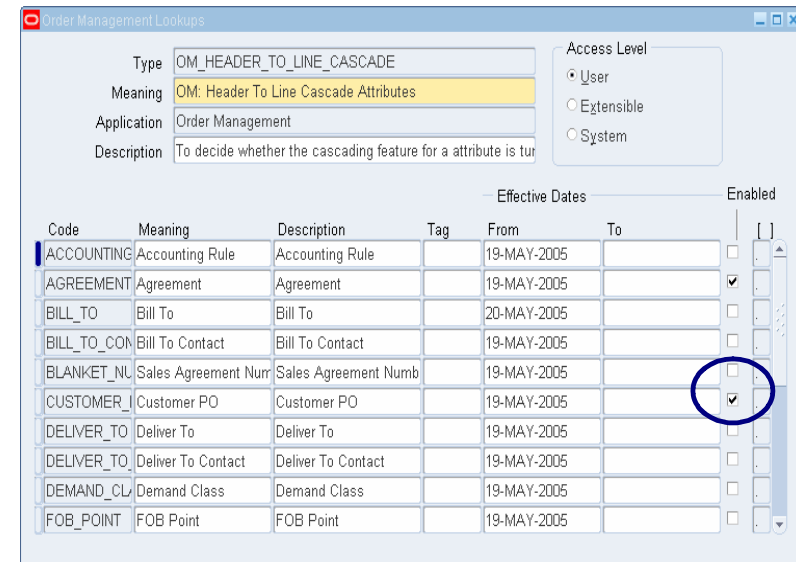 Order Management Lookups
Type OM_HEADER_TO_LINE_CASCADE
Meaning OM: Header To Line Cascade Attributes
Application Order Management
Description To decide whether the cascading feature for a attribute is tur
Access Level
User
Extensible
System
Effective Dates Enabled
Code Meaning Description Tag From To [ ]
ACCOUNTING Accounting Rule Accounting Rule 19-MAY-2005
AGREEMENT Agreement Agreement 19-MAY-2005
BILL_TO Bill To Bill To 20-MAY-2005
BILL_TO_CON Bill To Contact Bill To Contact 19-MAY-2005
BLANKET_NU Sales Agreement Num Sales Agreement Numb 19-MAY-2005
CUSTOMER_ Customer PO Customer PO 19-MAY-2005
DELIVER_TO Deliver To Deliver To 19-MAY-2005
DELIVER_TO_ Deliver To Contact Deliver To Contact 19-MAY-2005
DEMAND_CL Demand Class Demand Class 19-MAY-2005
FOB_POINT FOB Point FOB Point 19-MAY-2005